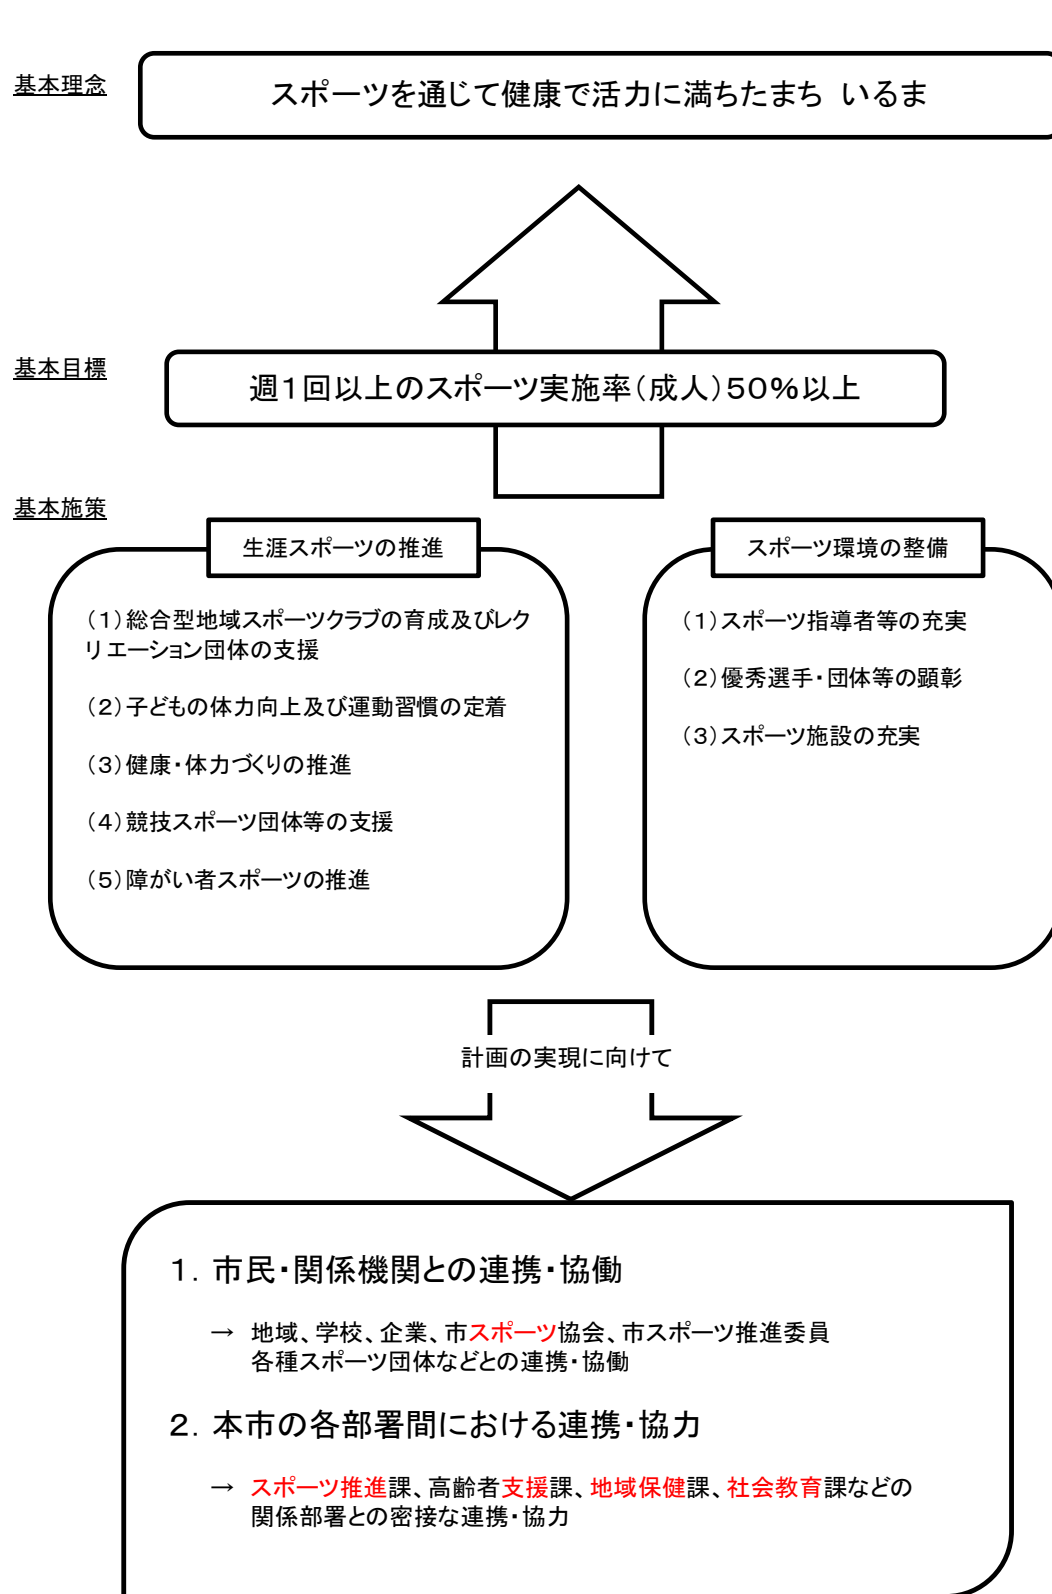 基本理念
スポーツを通じて健康で活力に満ちたまち いるま
基本目標
週１回以上のスポーツ実施率（成人）５０％以上
基本施策
生涯スポーツの推進
（１）総合型地域スポーツクラブの育成及びレク
リエーション団体の支援
（２）子どもの体力向上及び運動習慣の定着
（３）健康・体力づくりの推進
（４）競技スポーツ団体等の支援
（５）障がい者スポーツの推進
スポーツ環境の整備
（１）スポーツ指導者等の充実
（２）優秀選手・団体等の顕彰
（３）スポーツ施設の充実
計画の実現に向けて
１．市民・関係機関との連携・協働
→ 地域、学校、企業、市スポーツ協会、市スポーツ推進委員
各種スポーツ団体などとの連携・協働
２．本市の各部署間における連携・協力
→ スポーツ推進課、高齢者支援課、地域保健課、社会教育課などの
関係部署との密接な連携・協力